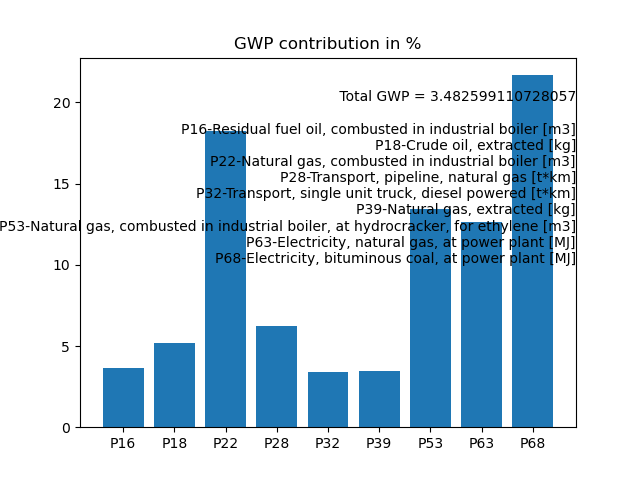 GWP contribution in %
20
Total GWP = 3.482599110728057
P16-Residual fuel oil, combusted in industrial boiler [m3]
P18-Crude oil, extracted [kg]
P22-Natural gas, combusted in industrial boiler [m3]
15
P28-Transport, pipeline, natural gas [t*km]
P32-Transport, single unit truck, diesel powered [t*km]
P39-Natural gas, extracted [kg]
P53-Natural gas, combusted in industrial boiler, at hydrocracker, for ethylene [m3]
P63-Electricity, natural gas, at power plant [MJ]
10
P68-Electricity, bituminous coal, at power plant [MJ]
5
0
P16 P18 P22 P28 P32 P39 P53 P63 P68